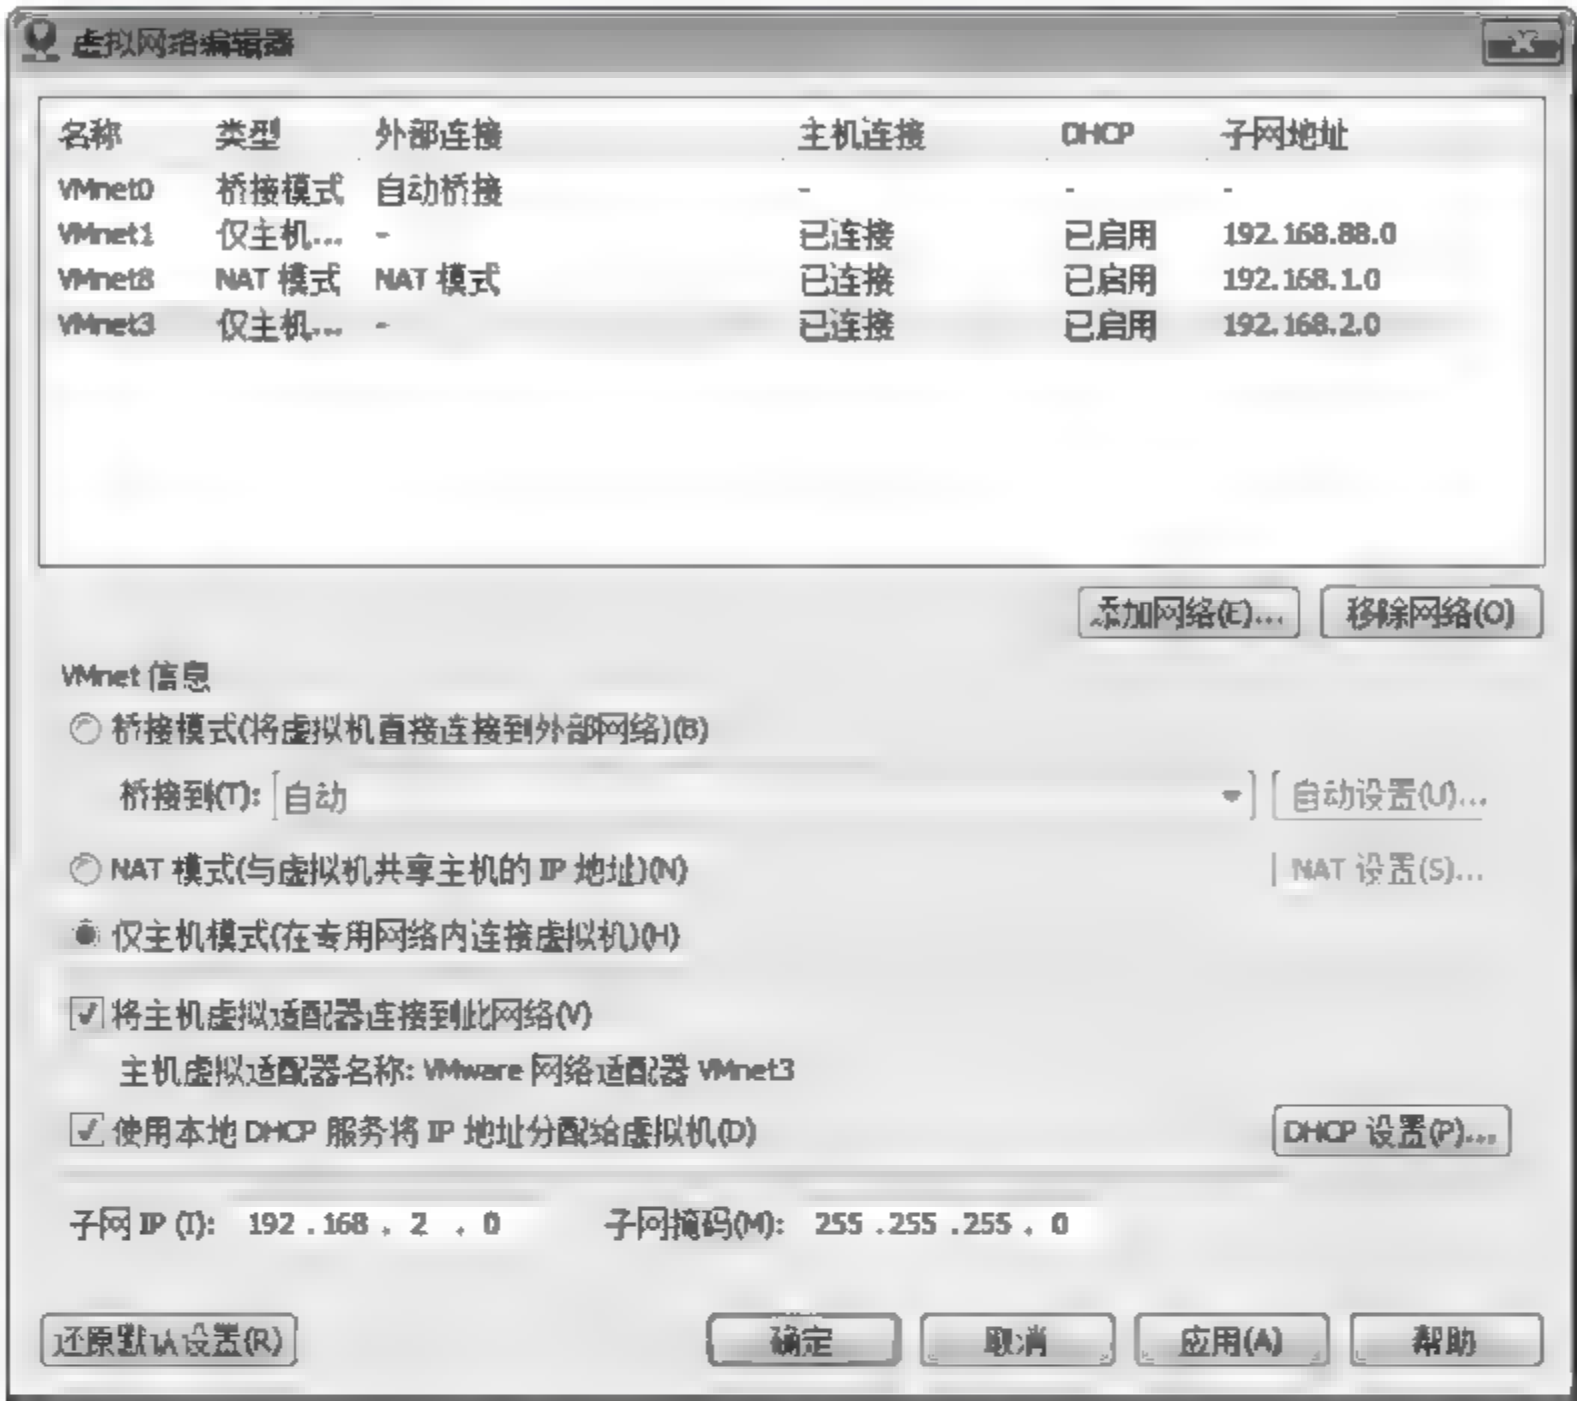 虚拟网络编辑器
名称 类型 外部连接 主机连接 DHCP 子网地址
VMnet0 桥接模式 自动桥接 - - -
VMnet1 仅主机... - 已连接 已启用 192.168.88.0
VMnet8 NAT 模式 NAT 模式 已连接 已启用 192.168.1.0
VMnet3 仅主机... - 已连接 已启用 192.168.2.0
添加网络(E)... 移除网络(O)
VMnet 信息
桥接模式(将虚拟机直接连接到外部网络)(B)
桥接到(T): 自动 自动设置(U)...
NAT 模式(与虚拟机共享主机的 IP 地址)(N) NAT 设置(S)...
仅主机模式(在专用网络内连接虚拟机)(H)
将主机虚拟适配器连接到此网络(V)
主机虚拟适配器名称: VMware 网络适配器 VMnet3
使用本地 DHCP 服务将 IP 地址分配给虚拟机(D) DHCP 设置(P)...
子网 IP (I): 192 . 168 . 2 . 0 子网掩码(M): 255 . 255 . 255 . 0
还原默认设置(R) 确定 取消 应用(A) 帮助